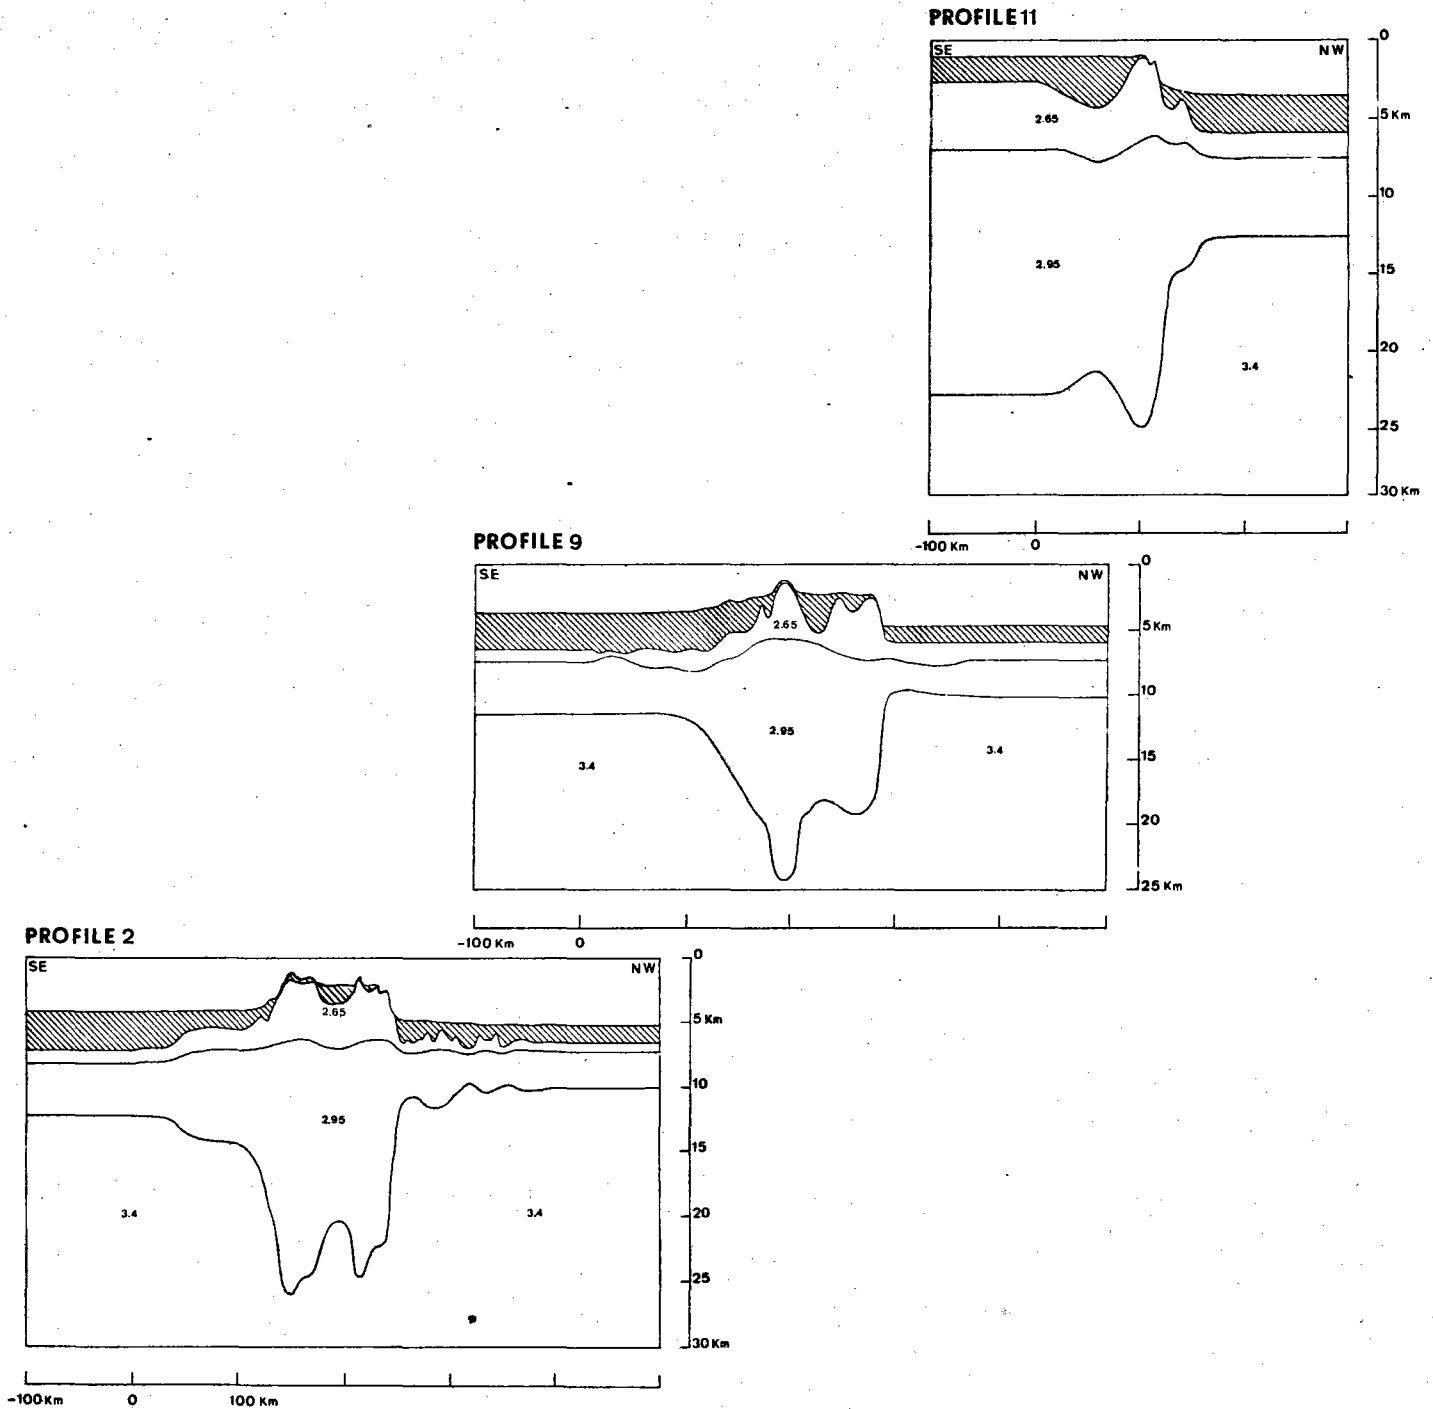 PROFILE 11
SE NW 0
2.65 5 Km
10
2.95 15
20
3.4
25
30 Km
-100 Km 0
PROFILE 9
SE NW 0
2.65 5 Km
10
2.95 3.4
3.4 15
20
25 Km
-100 Km 0
PROFILE 2
SE NW 0
2.65 5 Km
10
2.95
15
3.4 3.4 20
25
30 Km
-100 Km 0 100 Km